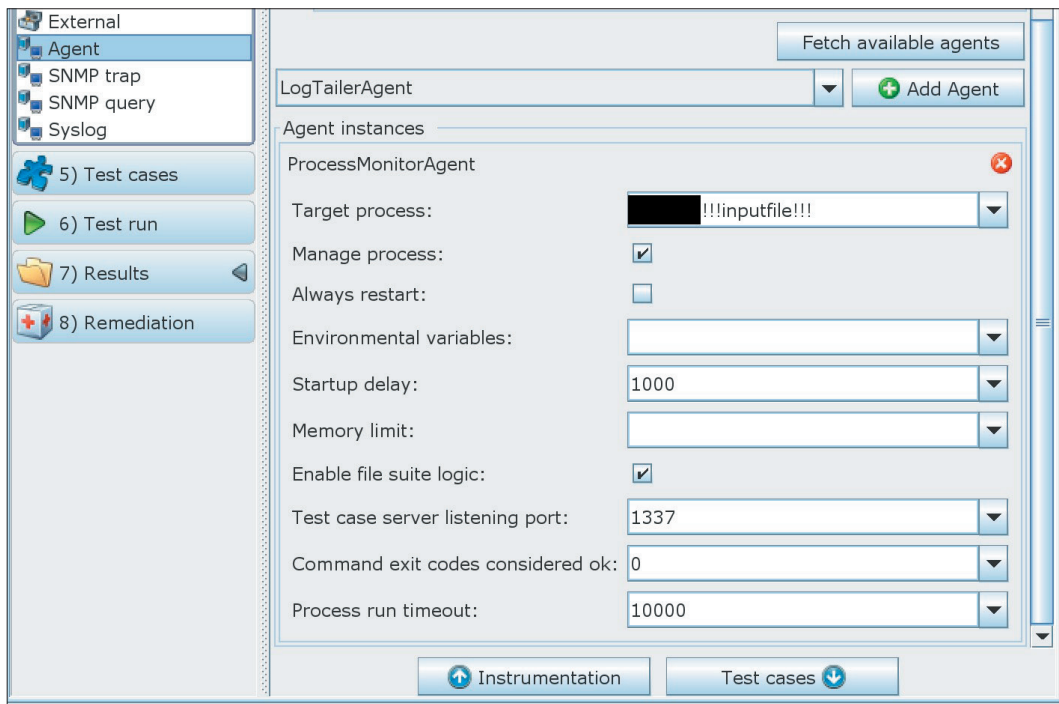 External
Agent
SNMP trap
SNMP query
Syslog
5) Test cases
6) Test run
7) Results
8) Remediation
Fetch available agents
LogTailerAgent
Add Agent
Agent instances
ProcessMonitorAgent
Target process: !!!inputfile!!!
Manage process:
Always restart:
Environmental variables:
Startup delay: 1000
Memory limit:
Enable file suite logic:
Test case server listening port: 1337
Command exit codes considered ok: 0
Process run timeout: 10000
Instrumentation
Test cases